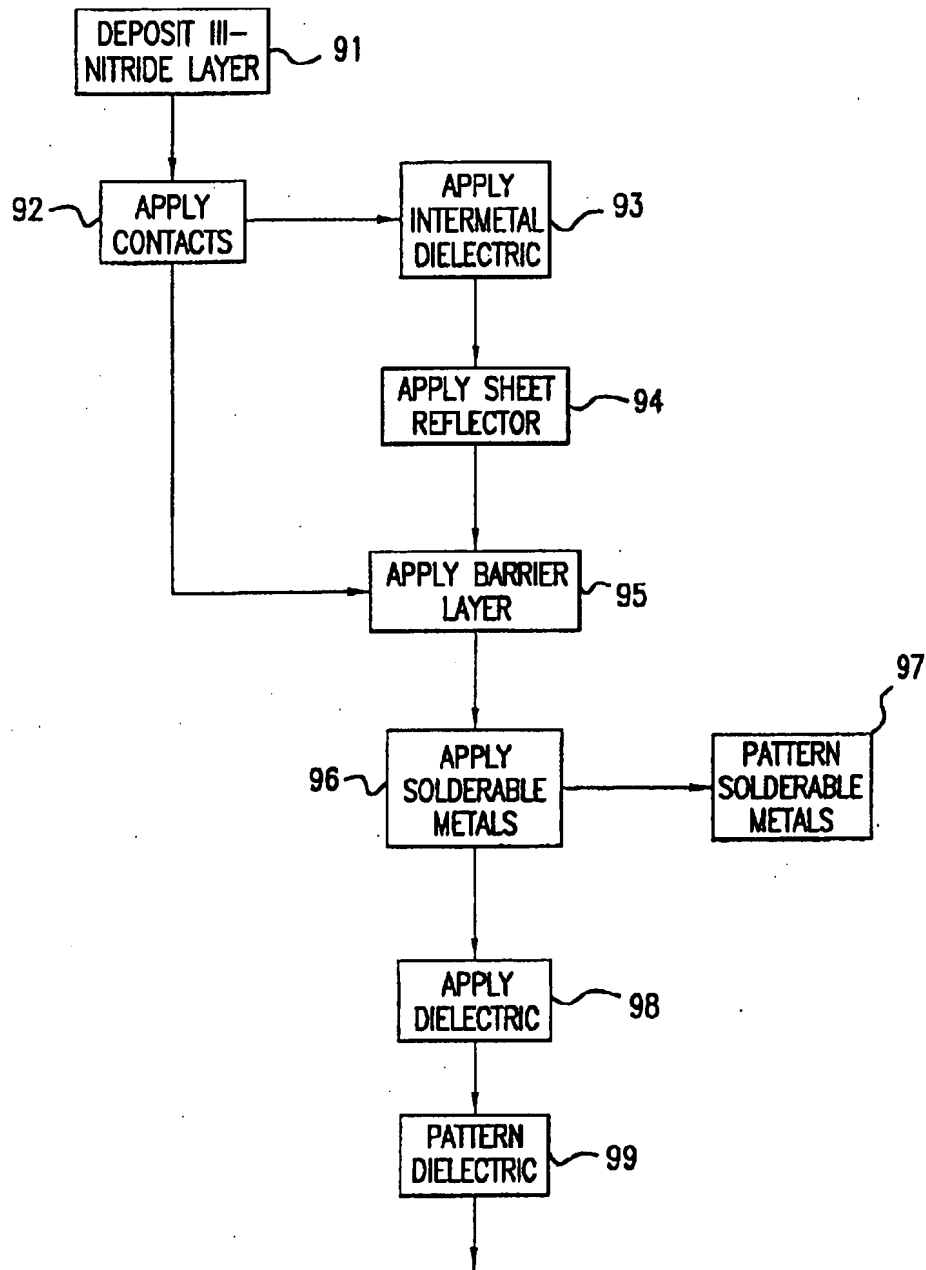 DEPOSIT III-
NITRIDE LAYER
91
92
APPLY
CONTACTS
APPLY
INTERMETAL
DIELECTRIC
93
APPLY SHEET
REFLECTOR
94
APPLY BARRIER
LAYER
95
96
APPLY
SOLDERABLE
METALS
97
PATTERN
SOLDERABLE
METALS
APPLY
DIELECTRIC
98
PATTERN
DIELECTRIC
99